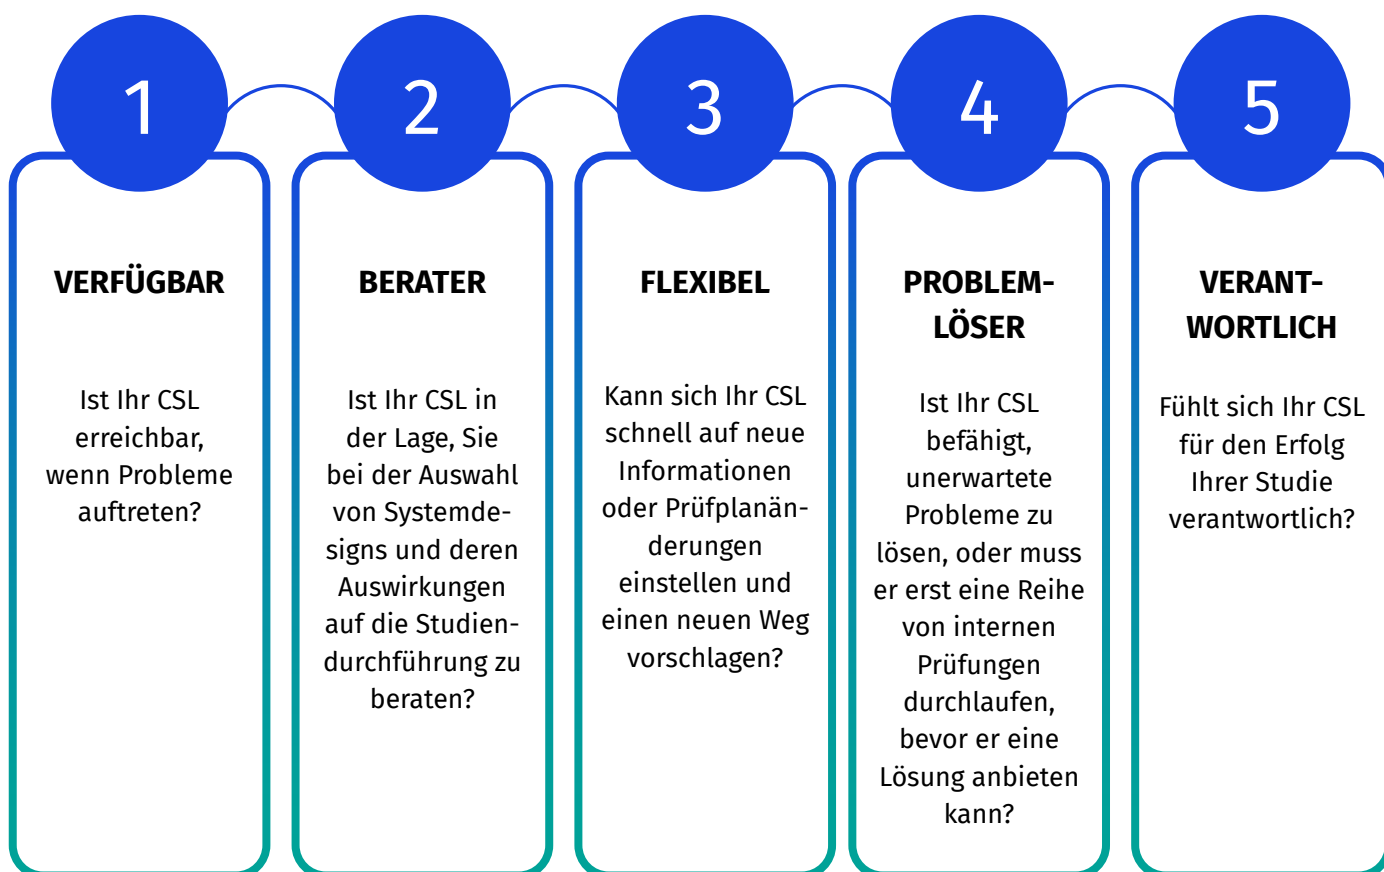 1
VERFÜGBAR
Ist Ihr CSL
erreichbar,
wenn Probleme
auftreten?
2
BERATER
Ist Ihr CSL in
der Lage, Sie
bei der Auswahl
von Systemde-
signs und deren
Auswirkungen
auf die Studien-
durchführung zu
beraten?
3
FLEXIBEL
Kann sich Ihr CSL
schnell auf neue
Informationen
oder Prüfplanän-
derungen
einstellen und
einen neuen Weg
vorschlagen?
4
PROBLEM-
LÖSER
Ist Ihr CSL
befähigt,
unerwartete
Probleme zu
lösen, oder muss
er erst eine Reihe
von internen
Prüfungen
durchlaufen,
bevor er eine
Lösung anbieten
kann?
5
VERANT-
WORTLICH
Fühlt sich Ihr CSL
für den Erfolg
Ihrer Studie
verantwortlich?